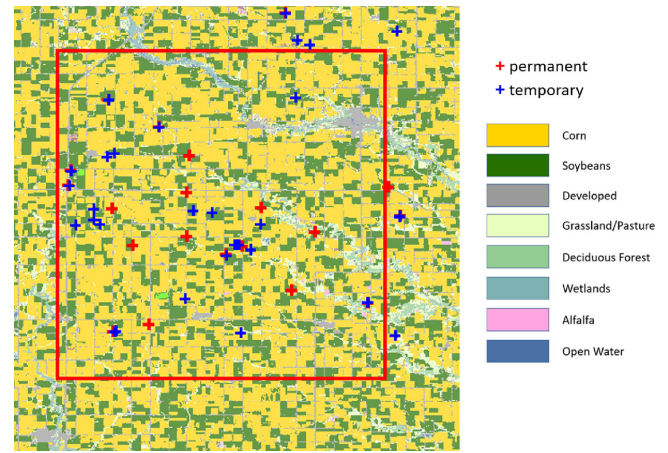 permanent
temporary
Corn
Soybeans
Developed
Grassland/Pasture
Deciduous Forest
Wetlands
Alfalfa
Open Water